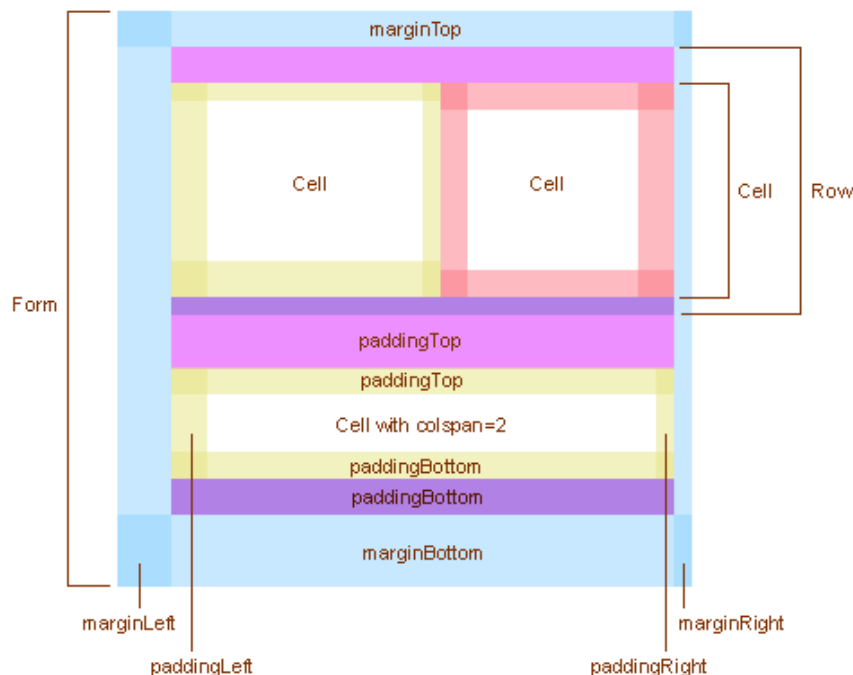 marginTop
Cell
Cell
Cell
Row
Form
paddingTop
paddingTop
Cell with colspan=2
paddingBottom
paddingBottom
marginBottom
marginLeft
marginRight
paddingLeft
paddingRight